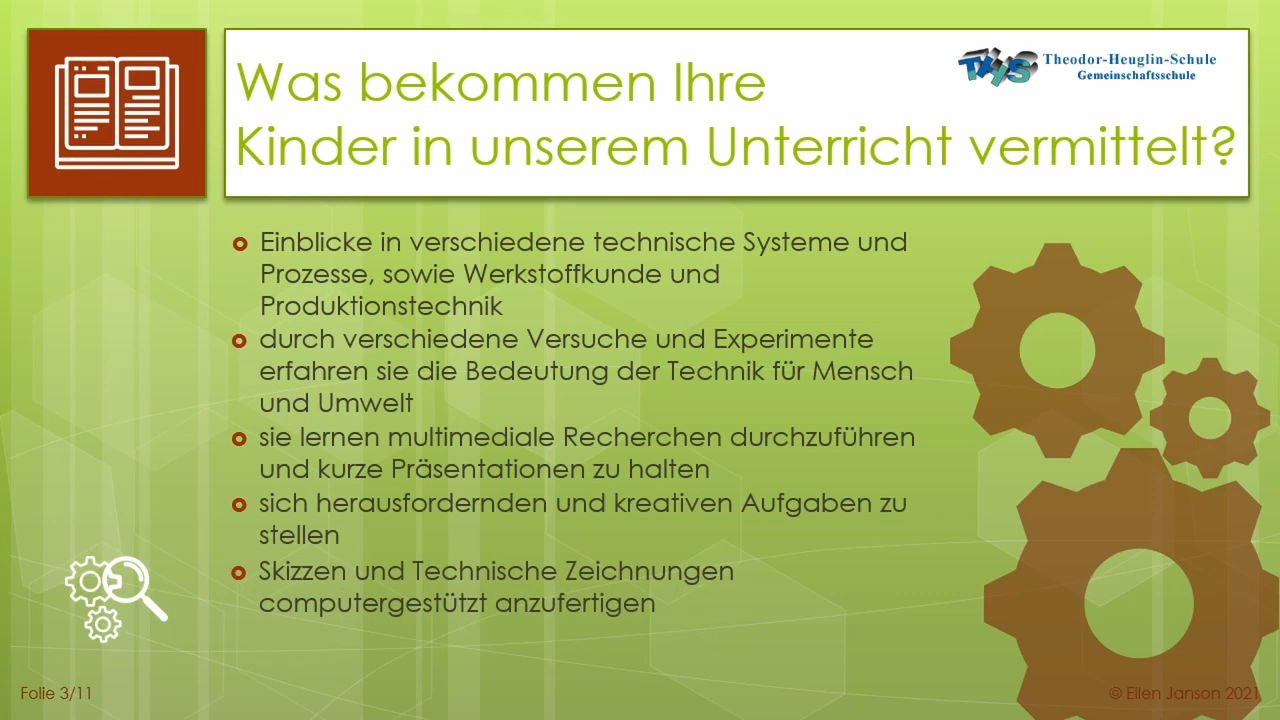 Was bekommen Ihre
Kinder in unserem Unterricht vermittelt?
THS
Theodor-Heuglin-Schule
Gemeinschaftsschule
Einblicke in verschiedene technische Systeme und
Prozesse, sowie Werkstoffkunde und
Produktionstechnik
durch verschiedene Versuche und Experimente
erfahren sie die Bedeutung der Technik für Mensch
und Umwelt
sie lernen multimediale Recherchen durchzuführen
und kurze Präsentationen zu halten
sich herausfordernden und kreativen Aufgaben zu
stellen
Skizzen und Technische Zeichnungen
computergestützt anzufertigen
Folie 3/11
© Ellen Janson 2021